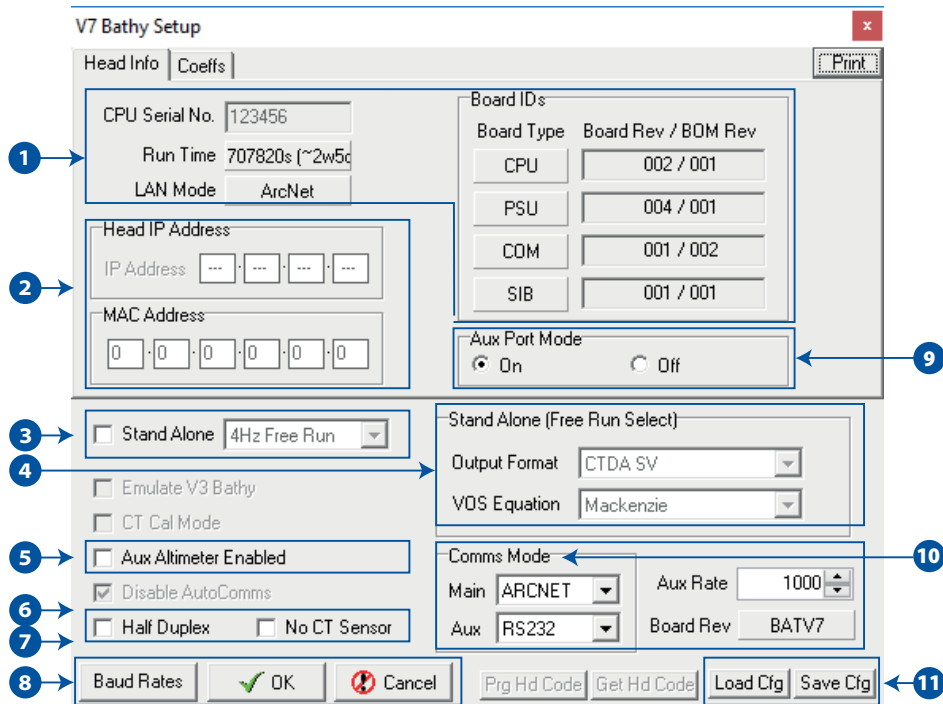 V7 Bathy Setup
x
Head Info
Coeffs
Print
CPU Serial No. 123456
Run Time 707820s (~2w5d
LAN Mode ArcNet
Board IDs
Board Type Board Rev / BOM Rev
CPU 002 / 001
PSU 004 / 001
COM 001 / 002
SIB 001 / 001
1
Head IP Address
IP Address --- . --- . --- . ---
MAC Address
0 . 0 . 0 . 0 . 0 . 0
2
Aux Port Mode
On Off
9
3
Stand Alone 4Hz Free Run
4
Stand Alone (Free Run Select)
Output Format CTDA SV
VOS Equation Mackenzie
Emulate V3 Bathy
CT Cal Mode
5
Aux Altimeter Enabled
Disable AutoComms
6
7
Half Duplex No CT Sensor
Comms Mode
10
Main ARCNET
Aux RS232
Aux Rate 1000
Board Rev BATV7
8
Baud Rates OK Cancel
Prg Hd Code Get Hd Code
Load Cfg Save Cfg
11